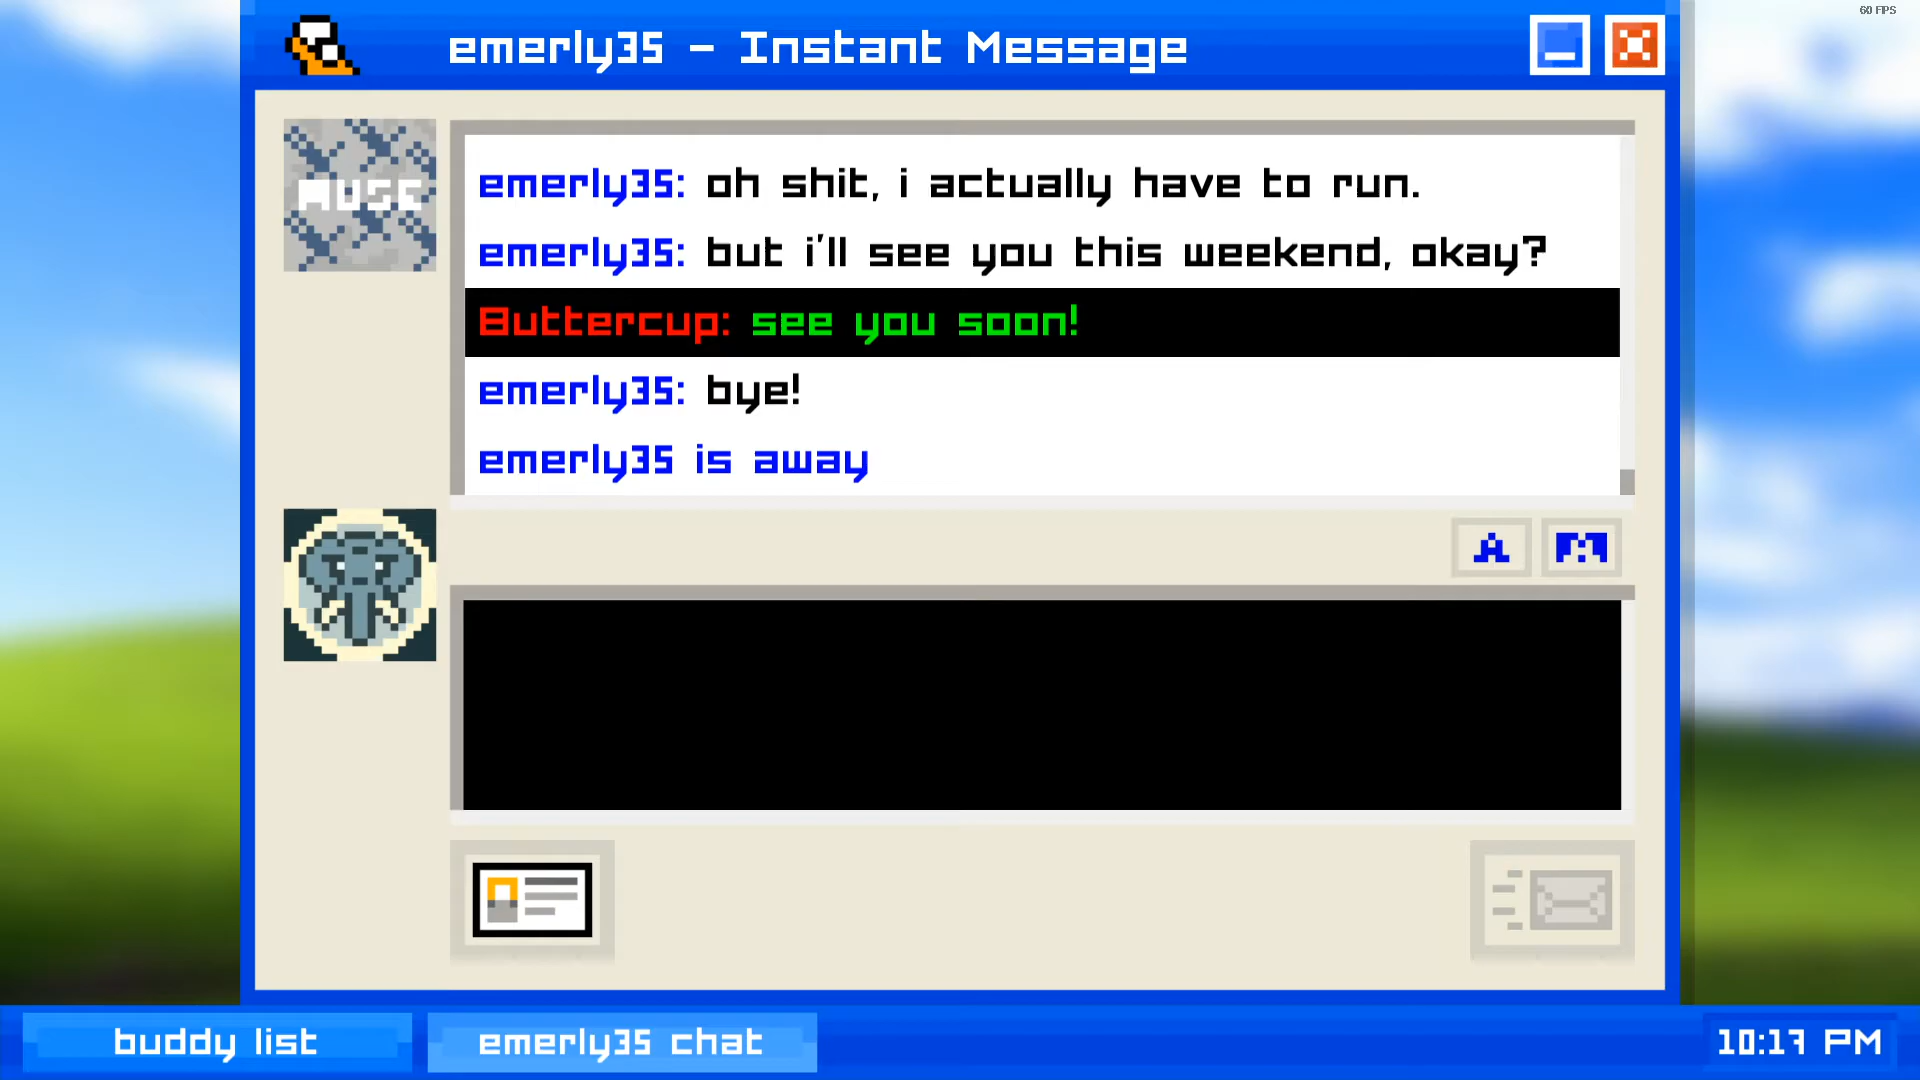 60 FPS
emerly35 - Instant Message
MUSE
emerly35: oh shit, i actually have to run.
emerly35: but i'll see you this weekend, okay?
Buttercup: see you soon!
emerly35: bye!
emerly35 is away
A M
buddy list
emerly35 chat
10:17 PM